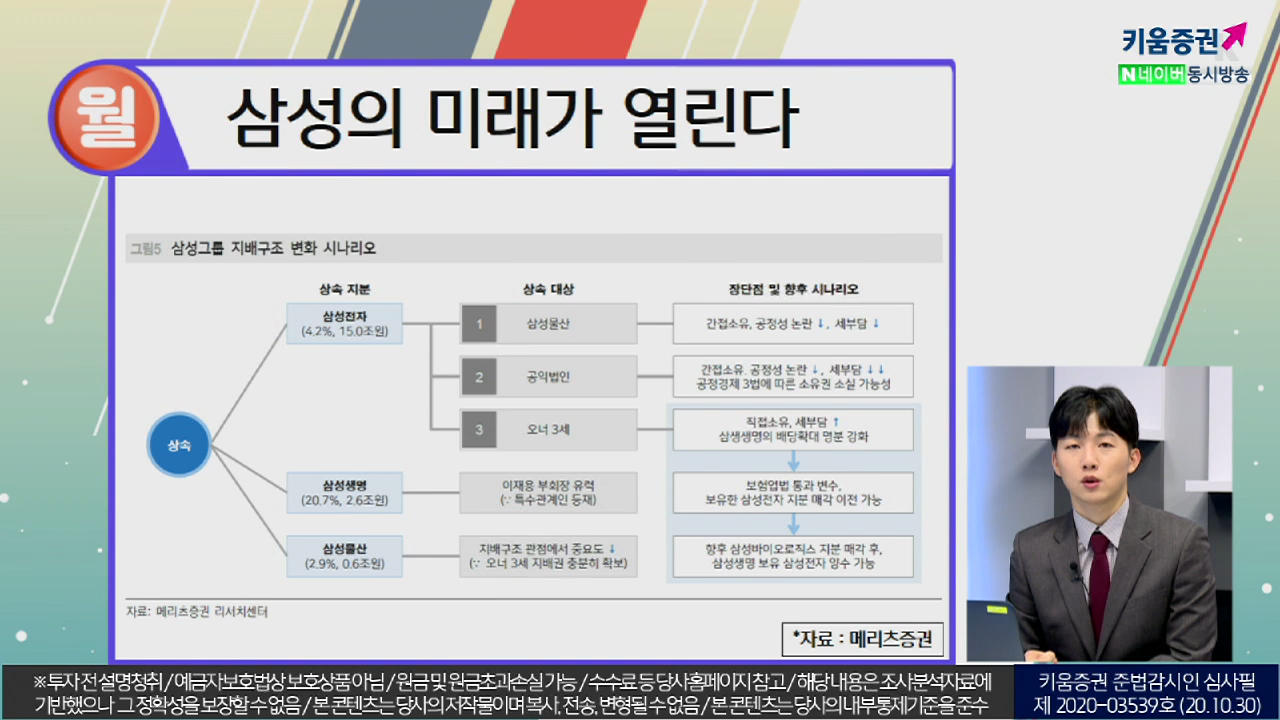 키움증권
N 네이버 동시방송
월
삼성의 미래가 열린다
그림5 삼성그룹 지배구조 변화 시나리오
상속 지분 상속 대상 장단점 및 향후 시나리오
삼성전자
(4.2%, 15.0조원)
1 삼성물산
간접소유, 공정성 논란 ↓, 세부담 ↓
2 공익법인
간접소유. 공정성 논란 ↓, 세부담 ↓↓
공정경제 3법에 따른 소유권 소실 가능성
3 오너 3세
직접소유, 세부담 ↑
삼생생명의 배당확대 명분 강화
상속
삼성생명
(20.7%, 2.6조원)
이재용 부회장 유력
(∵ 특수관계인 등재)
보험업법 통과 변수,
보유한 삼성전자 지분 매각 이전 가능
삼성물산
(2.9%, 0.6조원)
지배구조 관점에서 중요도 ↓
(∵ 오너 3세 지배권 충분히 확보)
향후 삼성바이오로직스 지분 매각 후,
삼성생명 보유 삼성전자 양수 가능
자료: 메리츠증권 리서치센터
*자료 : 메리츠증권
※ 투자 전 설명청취 / 예금자보호법상 보호상품 아님 / 원금 및 원금초과손실 가능 / 수수료 등 당사홈페이지 참고 / 해당 내용은 조사분석자료에
기반했으나 그 정확성을 보장할 수 없음 / 본 콘텐츠는 당사의 저작물이며 복사, 전송, 변형될 수 없음 / 본 콘텐츠는 당사의 내부통제기준을 준수
키움증권 준법감시인 심사필
제 2020-03539호 (20.10.30)